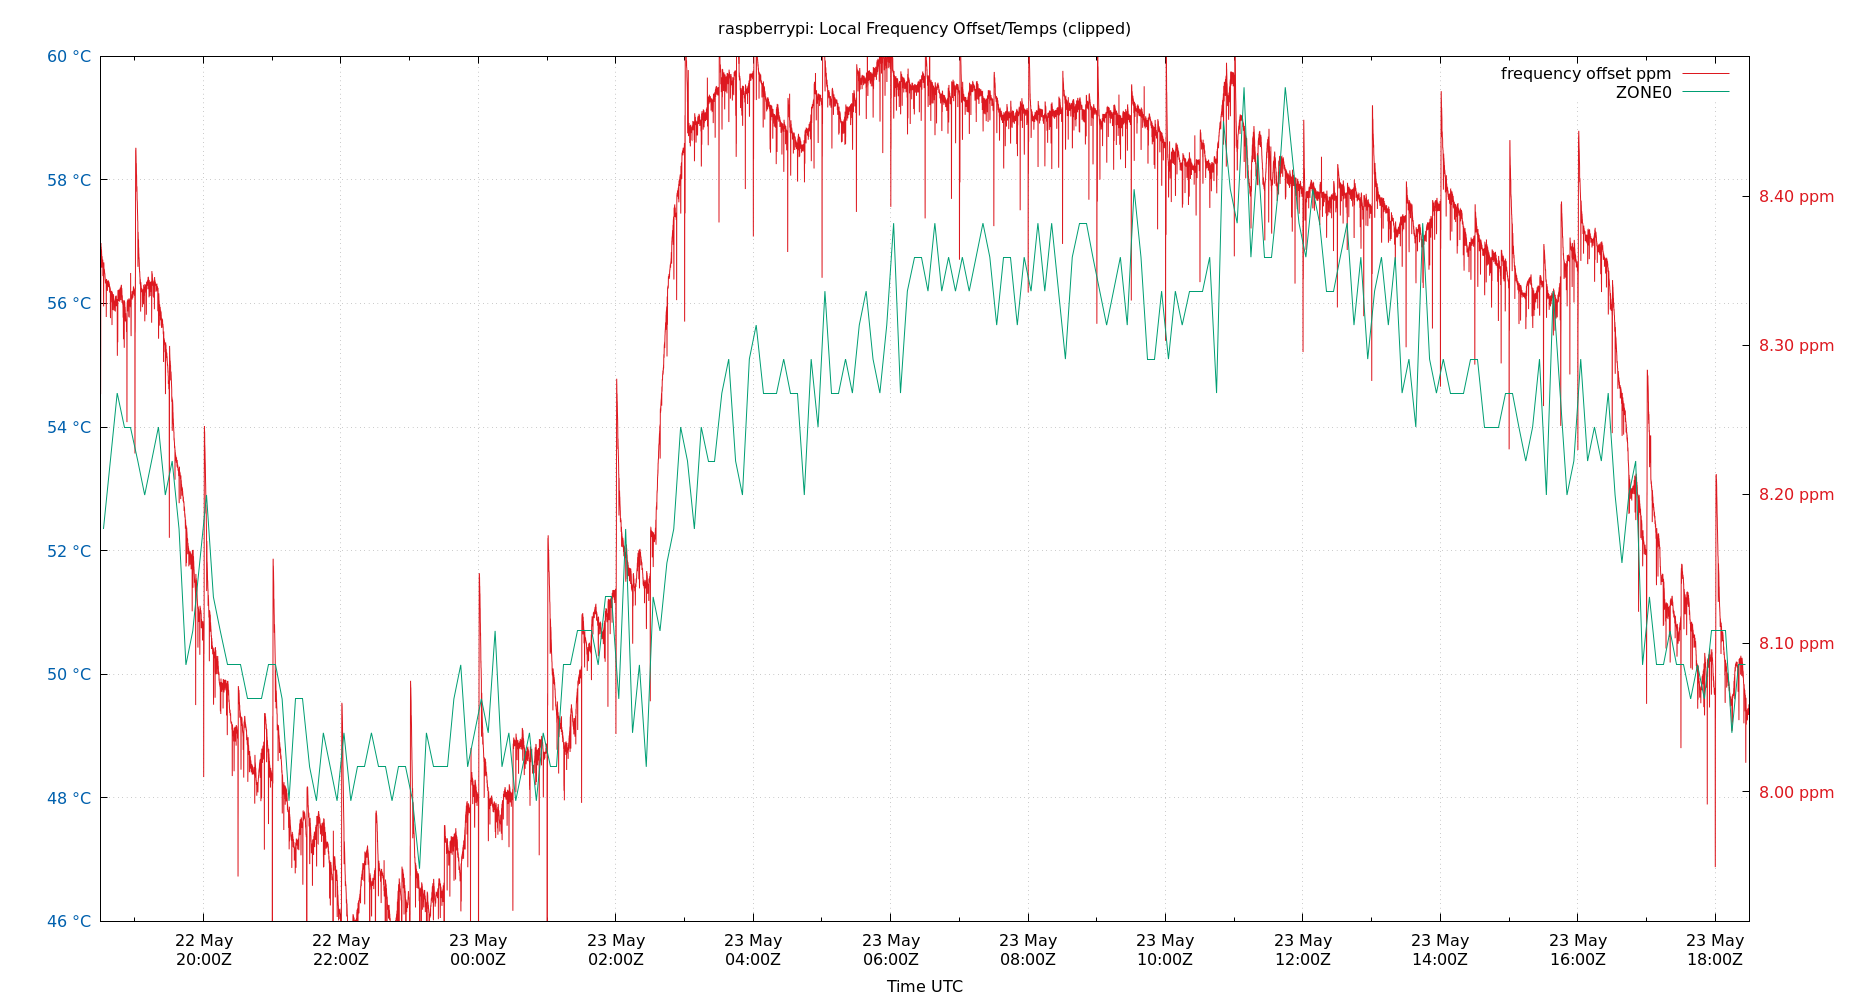 raspberrypi: Local Frequency Offset/Temps (clipped)
frequency offset ppm
ZONE0
60 °C
58 °C
56 °C
54 °C
52 °C
50 °C
48 °C
46 °C
8.40 ppm
8.30 ppm
8.20 ppm
8.10 ppm
8.00 ppm
22 May 22 May 23 May 23 May 23 May 23 May 23 May 23 May 23 May 23 May 23 May 23 May
20:00Z 22:00Z 00:00Z 02:00Z 04:00Z 06:00Z 08:00Z 10:00Z 12:00Z 14:00Z 16:00Z 18:00Z
Time UTC